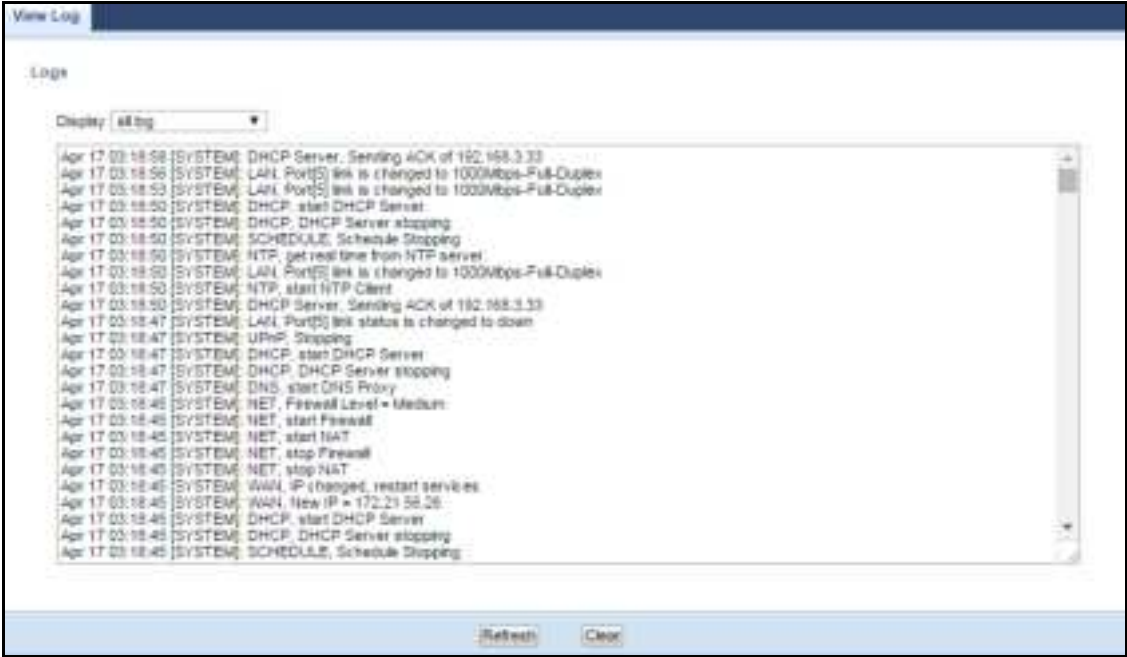 View Log
Logs
Display all log
Apr 17 03:18:58 [SYSTEM]: DHCP Server, Sending ACK of 192.168.3.33
Apr 17 03:18:56 [SYSTEM]: LAN, Port[5] link is changed to 1000Mbps-Full-Duplex
Apr 17 03:18:53 [SYSTEM]: LAN, Port[5] link is changed to 1000Mbps-Full-Duplex
Apr 17 03:18:50 [SYSTEM]: DHCP, start DHCP Server
Apr 17 03:18:50 [SYSTEM]: DHCP, DHCP Server stopping
Apr 17 03:18:50 [SYSTEM]: SCHEDULE, Schedule Stopping
Apr 17 03:18:50 [SYSTEM]: NTP, get real time from NTP server
Apr 17 03:18:50 [SYSTEM]: LAN, Port[5] link is changed to 1000Mbps-Full-Duplex
Apr 17 03:18:50 [SYSTEM]: NTP, start NTP Client
Apr 17 03:18:50 [SYSTEM]: DHCP Server, Sending ACK of 192.168.3.33
Apr 17 03:18:47 [SYSTEM]: LAN, Port[5] link status is changed to down
Apr 17 03:18:47 [SYSTEM]: UPnP, Stopping
Apr 17 03:18:47 [SYSTEM]: DHCP, start DHCP Server
Apr 17 03:18:47 [SYSTEM]: DHCP, DHCP Server stopping
Apr 17 03:18:47 [SYSTEM]: DNS, start DNS Proxy
Apr 17 03:18:45 [SYSTEM]: NET, Firewall Level = Medium
Apr 17 03:18:45 [SYSTEM]: NET, start Firewall
Apr 17 03:18:45 [SYSTEM]: NET, start NAT
Apr 17 03:18:45 [SYSTEM]: NET, stop Firewall
Apr 17 03:18:45 [SYSTEM]: NET, stop NAT
Apr 17 03:18:45 [SYSTEM]: WAN, IP changed, restart services.
Apr 17 03:18:45 [SYSTEM]: WAN, New IP = 172.21.56.26
Apr 17 03:18:45 [SYSTEM]: DHCP, start DHCP Server
Apr 17 03:18:45 [SYSTEM]: DHCP, DHCP Server stopping
Apr 17 03:18:45 [SYSTEM]: SCHEDULE, Schedule Stopping
Refresh Clear